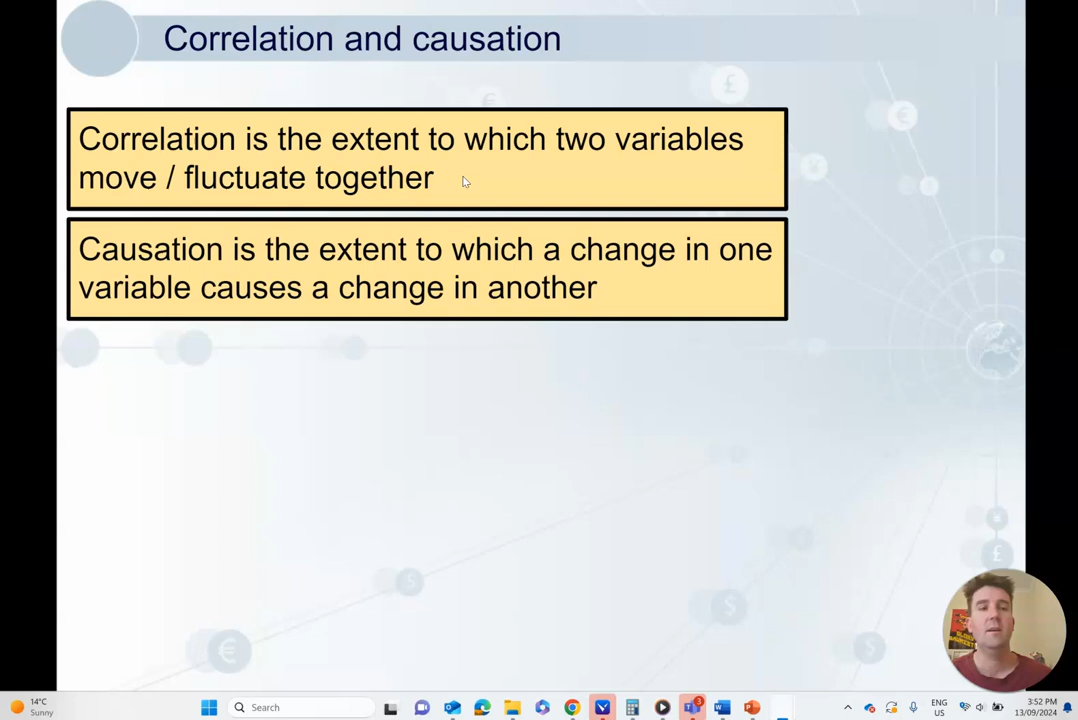 Correlation and causation
Correlation is the extent to which two variables
move / fluctuate together
Causation is the extent to which a change in one
variable causes a change in another
14°C
Sunny
Search
3
ENG
US
3:52 PM
13/09/2024